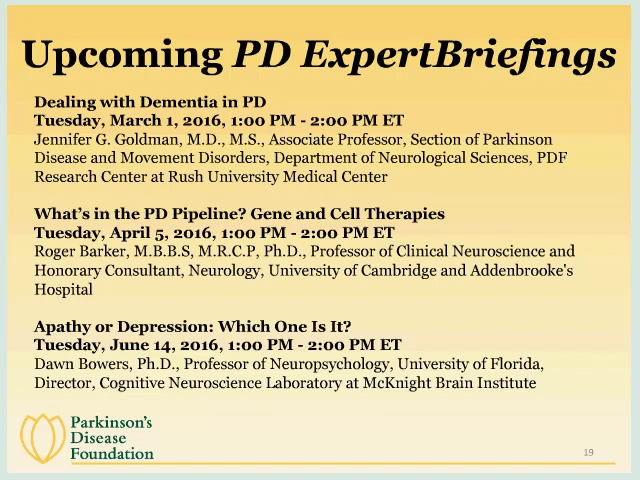 Upcoming PD ExpertBriefings
Dealing with Dementia in PD
Tuesday, March 1, 2016, 1:00 PM - 2:00 PM ET
Jennifer G. Goldman, M.D., M.S., Associate Professor, Section of Parkinson
Disease and Movement Disorders, Department of Neurological Sciences, PDF
Research Center at Rush University Medical Center
What's in the PD Pipeline? Gene and Cell Therapies
Tuesday, April 5, 2016, 1:00 PM - 2:00 PM ET
Roger Barker, M.B.B.S, M.R.C.P, Ph.D., Professor of Clinical Neuroscience and
Honorary Consultant, Neurology, University of Cambridge and Addenbrooke's
Hospital
Apathy or Depression: Which One Is It?
Tuesday, June 14, 2016, 1:00 PM - 2:00 PM ET
Dawn Bowers, Ph.D., Professor of Neuropsychology, University of Florida,
Director, Cognitive Neuroscience Laboratory at McKnight Brain Institute
Parkinson's
Disease
Foundation
19